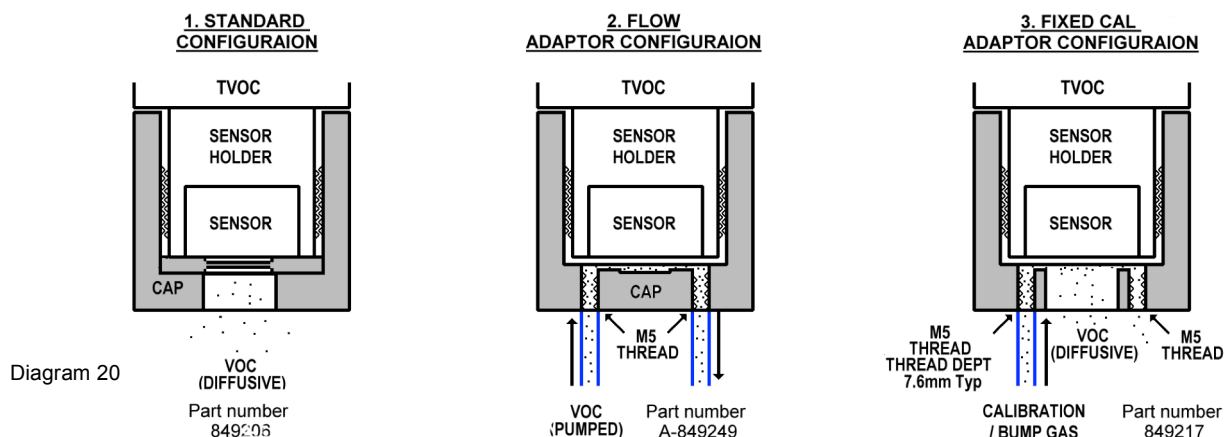 1. STANDARD
CONFIGURAION
TVOC
SENSOR
HOLDER
SENSOR
CAP
VOC
(DIFFUSIVE)
Part number
849206
2. FLOW
ADAPTOR CONFIGURAION
TVOC
SENSOR
HOLDER
SENSOR
CAP
M5
THREAD
VOC
(PUMPED)
Part number
A-849249
3. FIXED CAL
ADAPTOR CONFIGURAION
TVOC
SENSOR
HOLDER
SENSOR
M5
THREAD
THREAD DEPT
7.6mm Typ
VOC
(DIFFUSIVE)
M5
THREAD
CALIBRATION
/ BUMP GAS
Part number
849217
Diagram 20